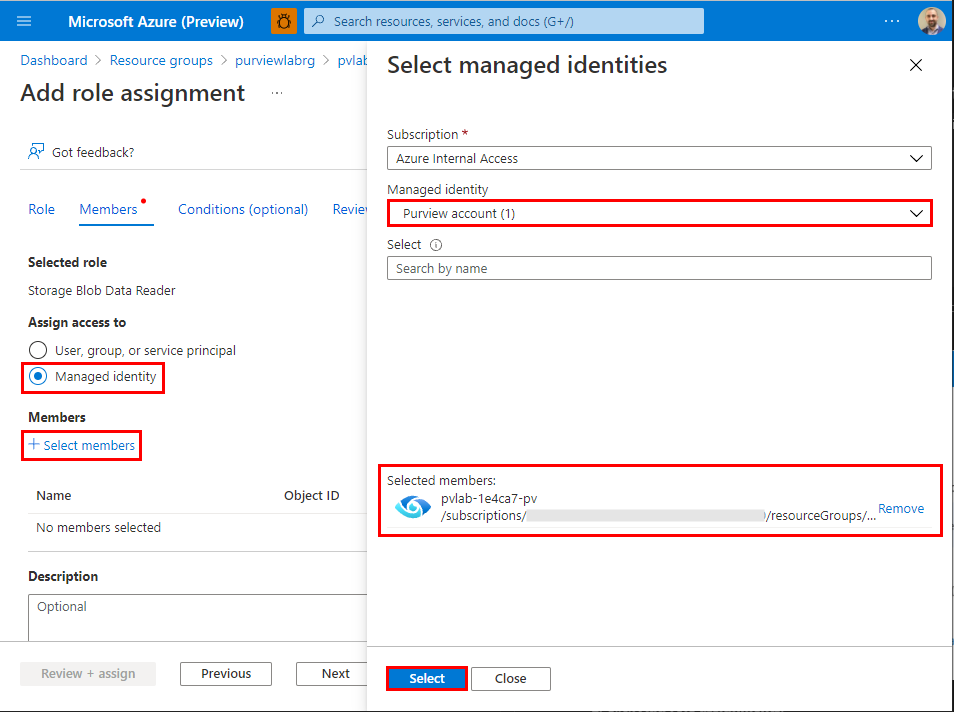 Microsoft Azure (Preview)
Search resources, services, and docs (G+/)
Dashboard > Resource groups > purviewlabrg >
Add role assignment
Got feedback?
Role Members Conditions (optional)
Selected role
Storage Blob Data Reader
Assign access to
User, group, or service principal
Managed identity
Members
+ Select members
Name Object ID
No members selected
Description
Optional
Review + assign Previous Next
Select managed identities
Subscription *
Azure Internal Access
Managed identity
Purview account (1)
Select
Search by name
Selected members:
pvlab-1e4ca7-pv
/subscriptions/ /resourceGroups/...
Remove
Select Close